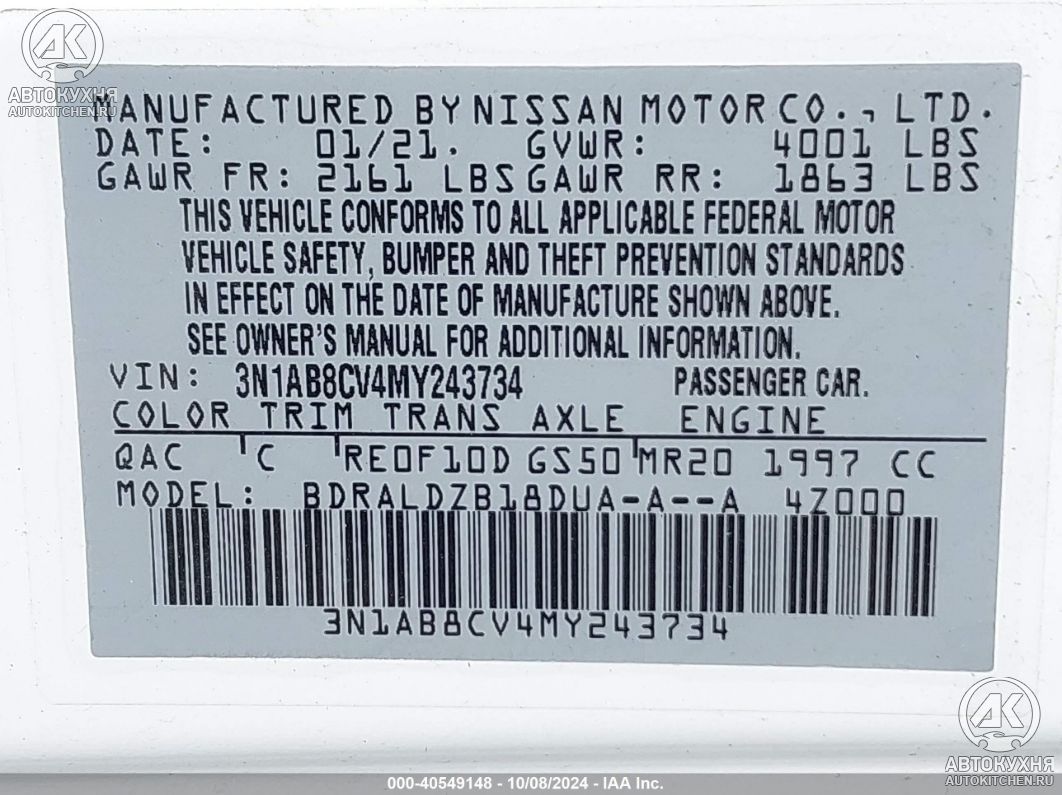 AK
АВТОКУХНЯ
AUTOKITCHEN.RU
MANUFACTURED BY NISSAN MOTOR CO., LTD.
DATE: 01/21. GVWR: 4001 LBS
GAWR FR: 2161 LBS GAWR RR: 1863 LBS
THIS VEHICLE CONFORMS TO ALL APPLICABLE FEDERAL MOTOR
VEHICLE SAFETY, BUMPER AND THEFT PREVENTION STANDARDS
IN EFFECT ON THE DATE OF MANUFACTURE SHOWN ABOVE.
SEE OWNER'S MANUAL FOR ADDITIONAL INFORMATION.
VIN: 3N1AB8CV4MY243734 PASSENGER CAR.
COLOR TRIM TRANS AXLE ENGINE
QAC C RE0F10D GS50 MR20 1997 CC
MODEL: BDRALDZB18DUA-A--A 4Z000
3N1AB8CV4MY243734
AK
АВТОКУХНЯ
AUTOKITCHEN.RU
000-40549148 - 10/08/2024 - IAA Inc.